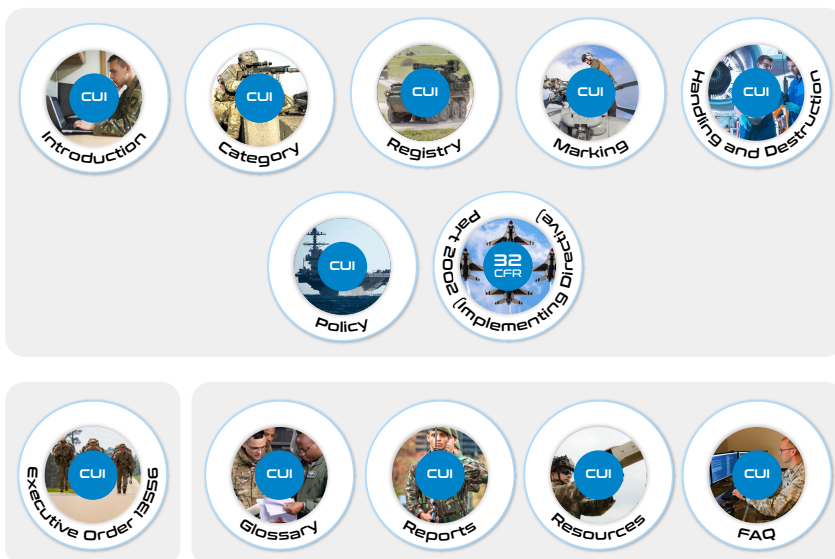 CUI
Introduction
CUI
Category
CUI
Registry
CUI
Marking
CUI
Handling and Destruction
CUI
Policy
32
CFR
Part 2002 (Implementing Directive)
CUI
Executive Order 13556
CUI
Glossary
CUI
Reports
CUI
Resources
CUI
FAQ